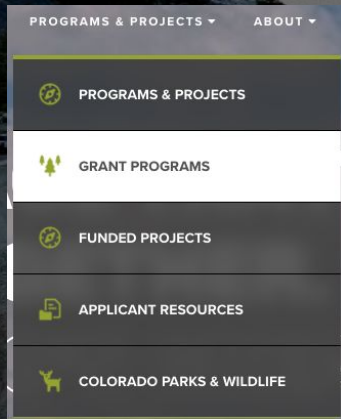 PROGRAMS & PROJECTS ABOUT
PROGRAMS & PROJECTS
GRANT PROGRAMS
FUNDED PROJECTS
APPLICANT RESOURCES
COLORADO PARKS & WILDLIFE